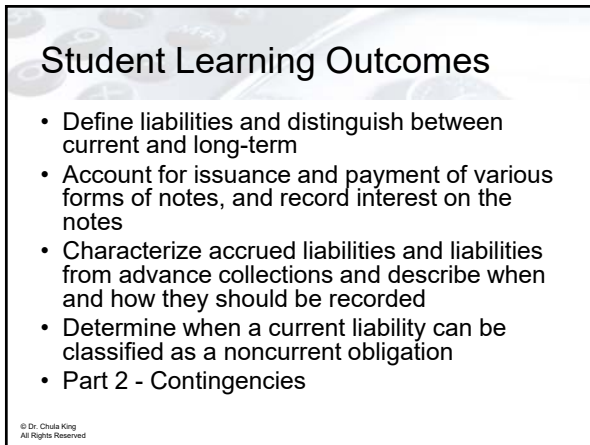 Student Learning Outcomes
• Define liabilities and distinguish between
current and long-term
• Account for issuance and payment of various
forms of notes, and record interest on the
notes
• Characterize accrued liabilities and liabilities
from advance collections and describe when
and how they should be recorded
• Determine when a current liability can be
classified as a noncurrent obligation
• Part 2 - Contingencies
© Dr. Chula King
All Rights Reserved